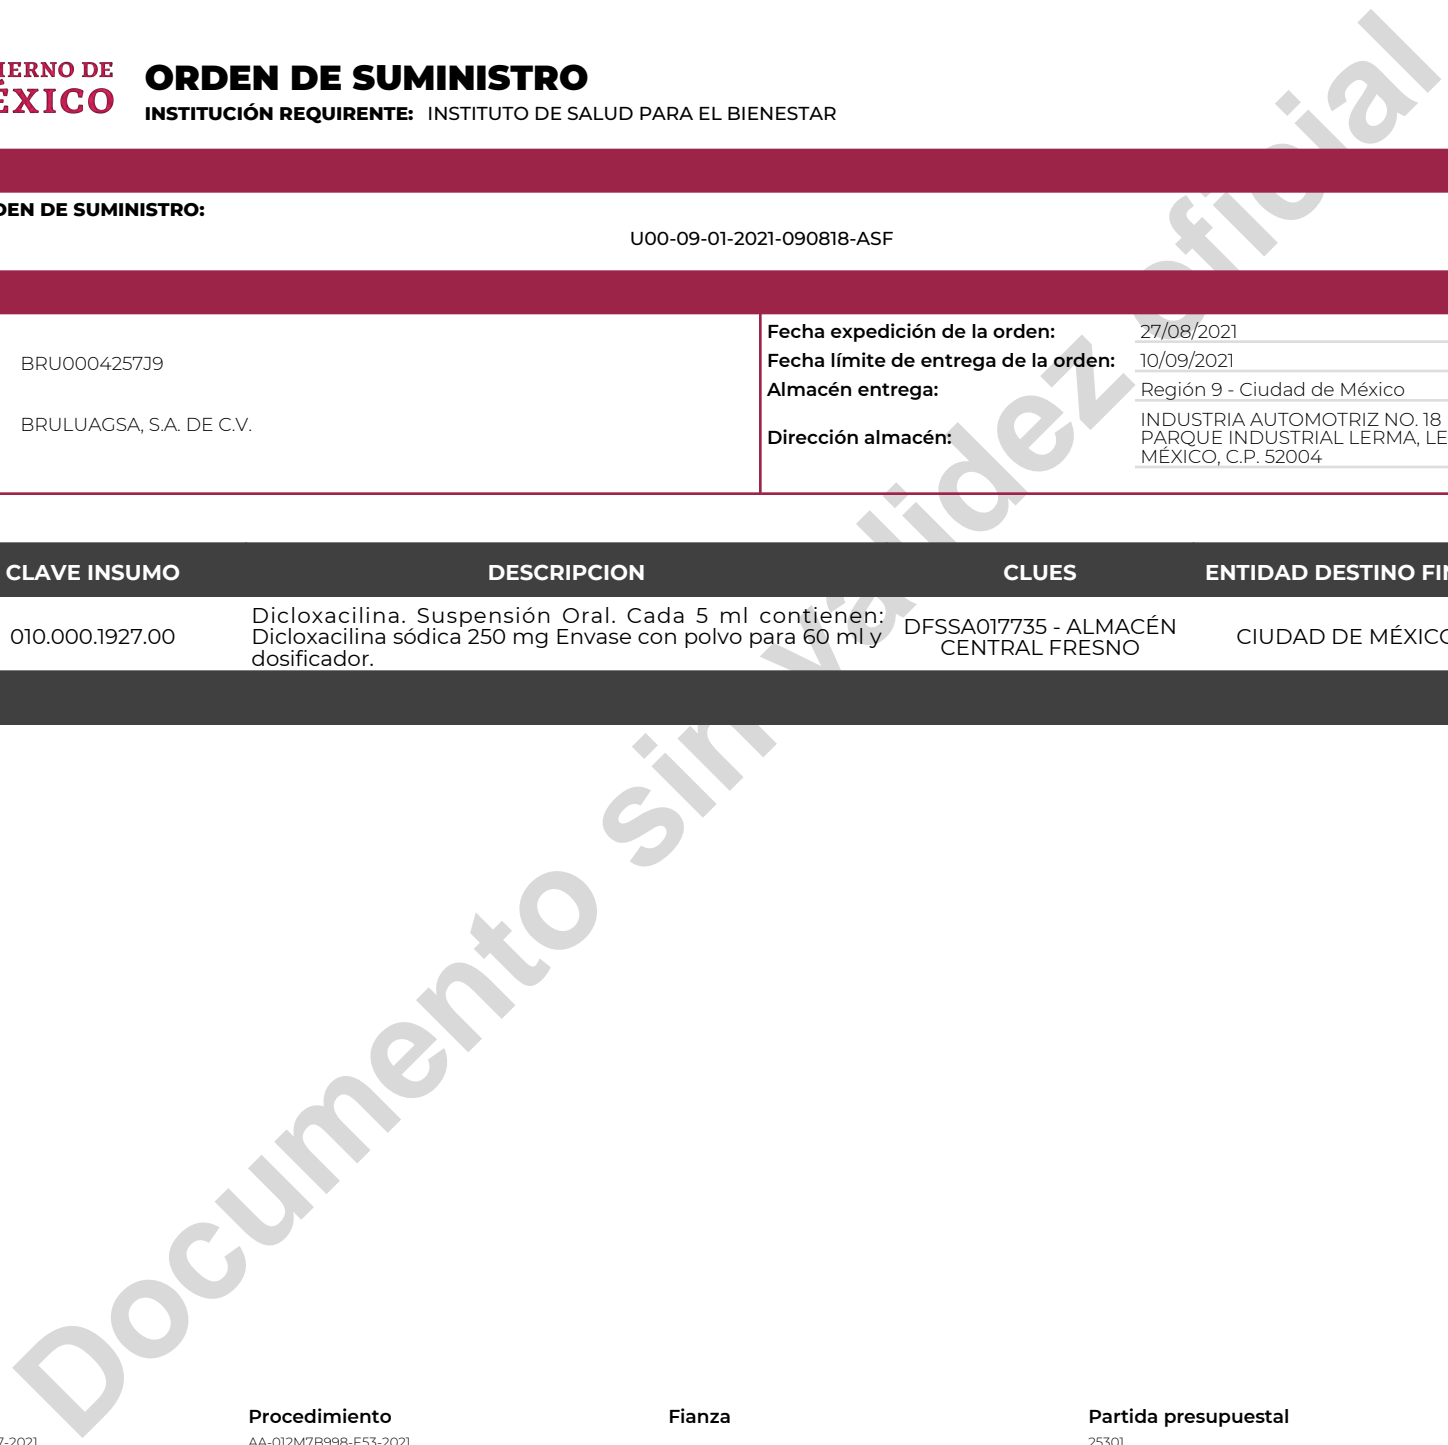 ORDEN DE SUMINISTRO
INSTITUCIÓN REQUIRENTE: INSTITUTO DE SALUD PARA EL BIENESTAR
DE SUMINISTRO:
U00-09-01-2021-090818-ASF
BRU0004257J9
BRULUAGSA, S.A. DE C.V.
Fecha expedición de la orden: 27/08/2021
Fecha límite de entrega de la orden: 10/09/2021
Almacén entrega: Región 9 - Ciudad de México
Dirección almacén:
INDUSTRIA AUTOMOTRIZ NO. 18
PARQUE INDUSTRIAL LERMA, LE
MÉXICO, C.P. 52004
CLAVE INSUMO DESCRIPCION CLUES ENTIDAD DESTINO
010.000.1927.00
Dicloxacilina. Suspensión Oral. Cada 5 ml contienen:
Dicloxacilina sódica 250 mg Envase con polvo para 60 ml y
dosificador.
DFSSA017735 - ALMACÉN
CENTRAL FRESNO
CIUDAD DE MÉXICO
Documento sin validez oficial
Procedimiento Fianza Partida presupuestal
7-2021 AA-012M7B998-E53-2021 25301